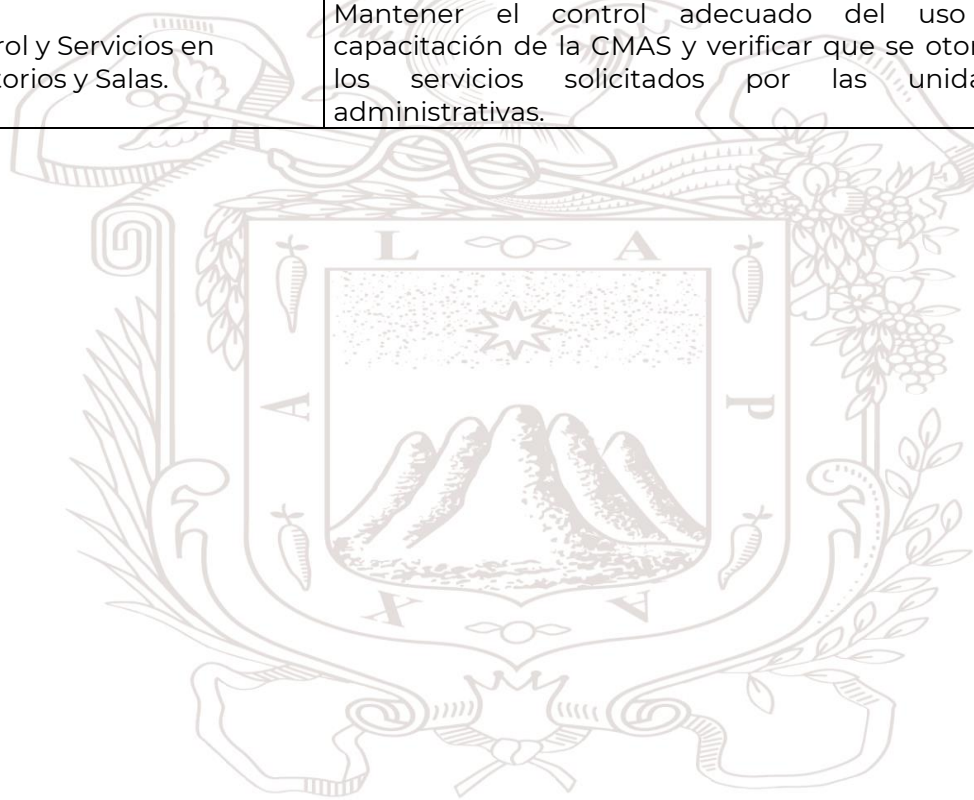 rol y Servicios en
torios y Salas.
Mantener el control adecuado del uso
capacitación de la CMAS y verificar que se otor
los servicios solicitados por las unida
administrativas.
L A
A P
X A